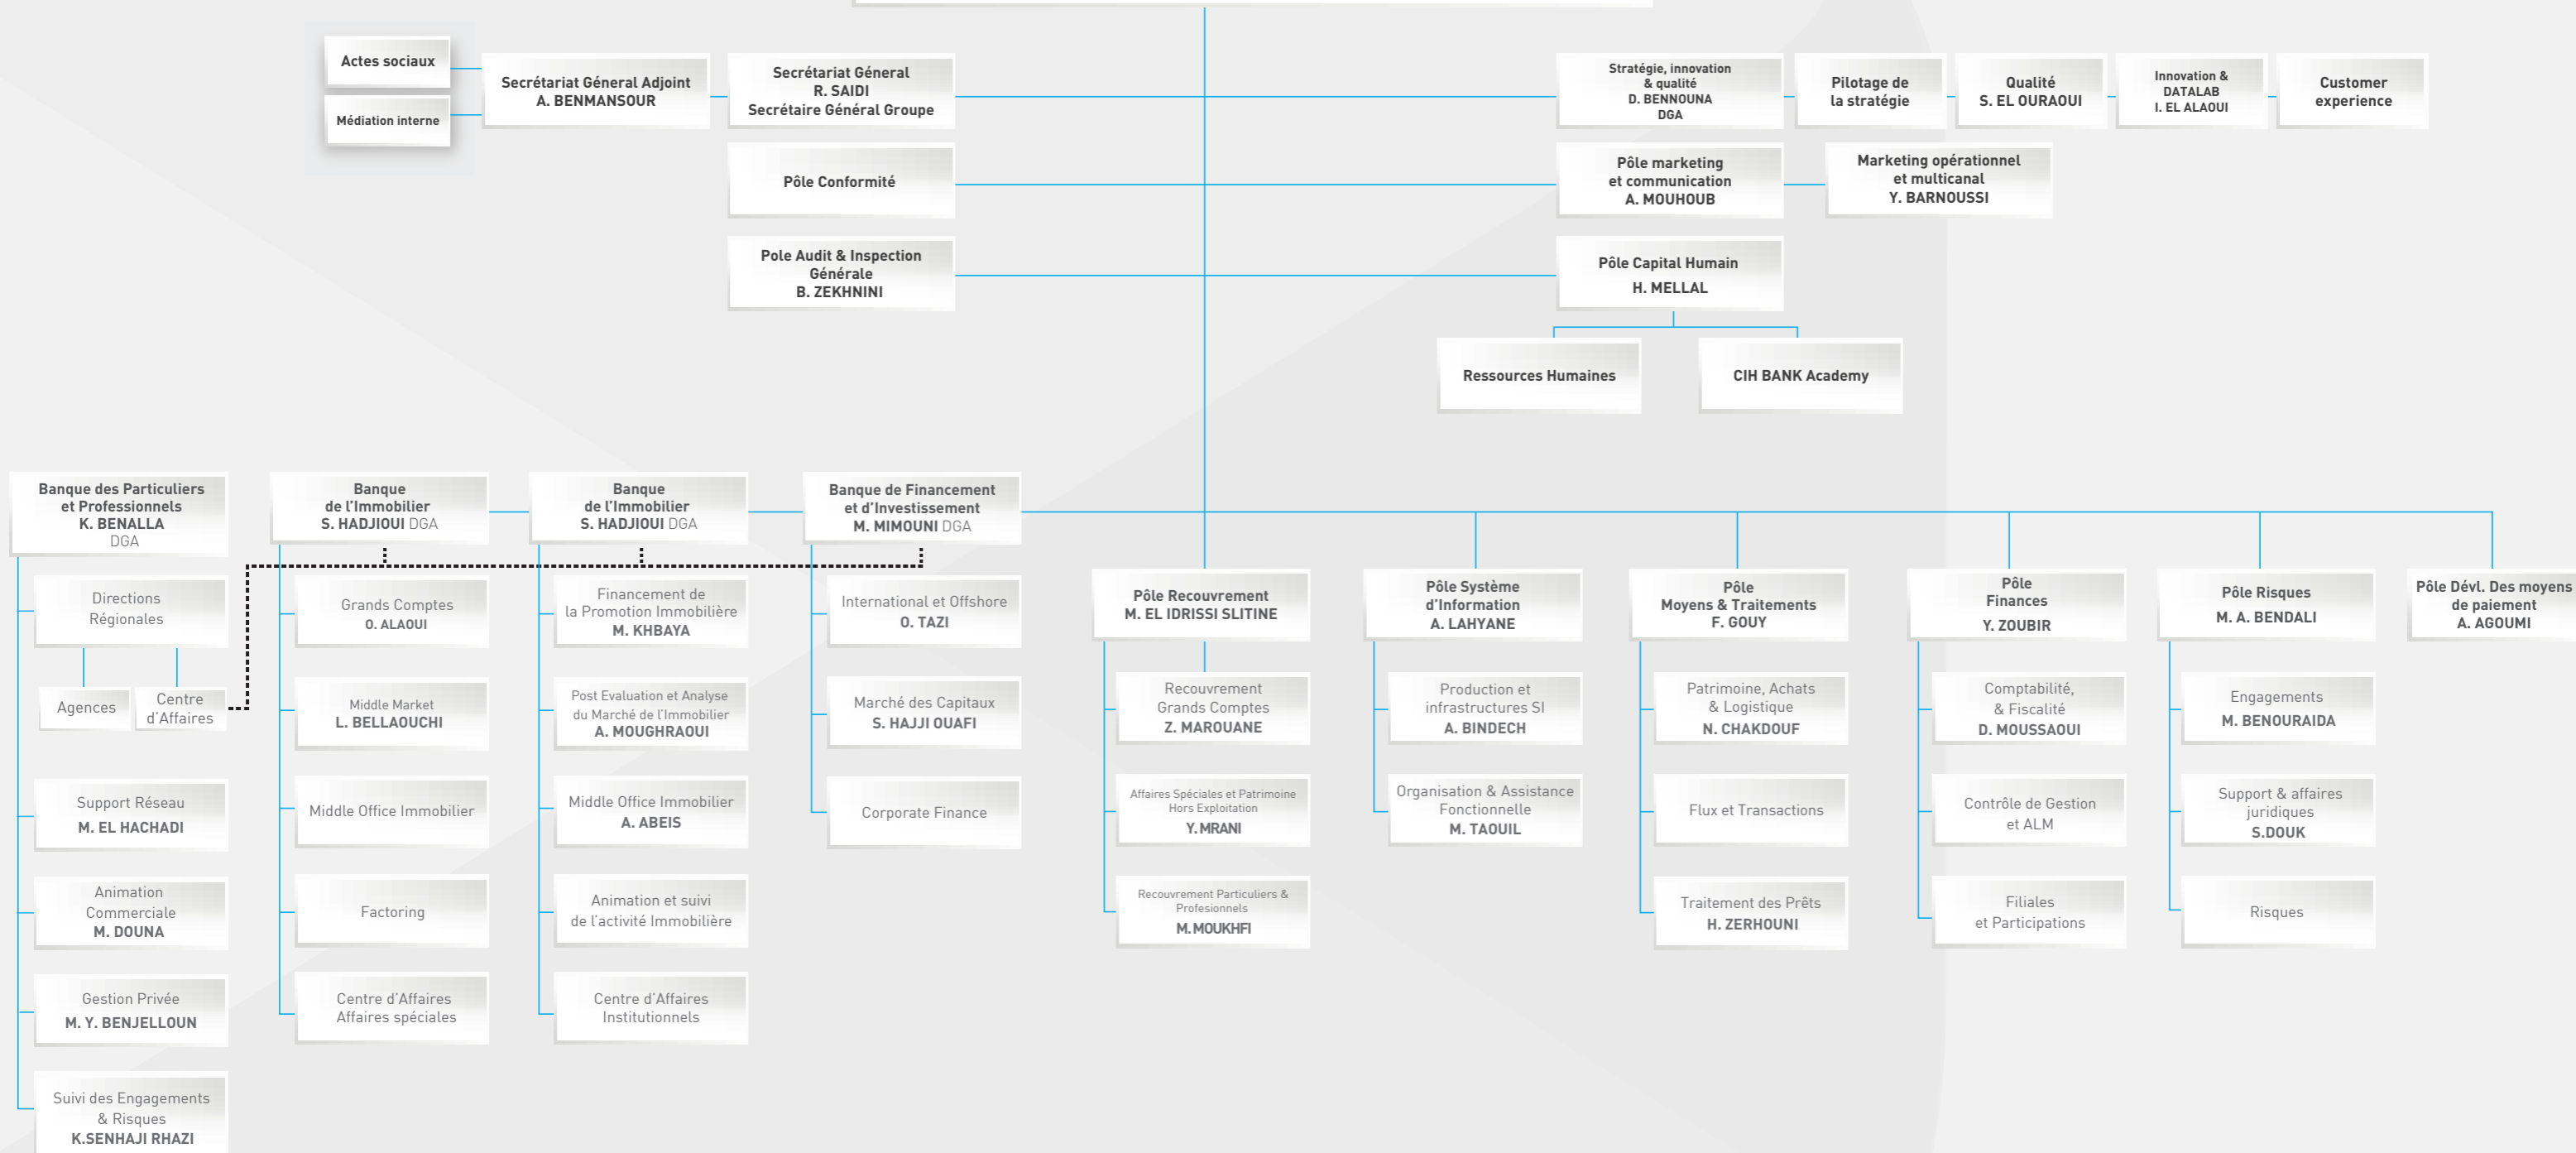 Actes sociaux
Médiation interne
Secrétariat Géneral Adjoint
A. BENMANSOUR
Secrétariat Géneral
R. SAIDI
Secrétaire Général Groupe
Stratégie, innovation
& qualité
D. BENNOUNA
DGA
Pilotage de
la stratégie
Qualité
S. EL OURAOUI
Innovation &
DATALAB
I. EL ALAOUI
Customer
experience
Pôle Conformité
Pôle marketing
et communication
A. MOUHOUB
Marketing opérationnel
et multicanal
Y. BARNOUSSI
Pole Audit & Inspection
Générale
B. ZEKHNINI
Pôle Capital Humain
H. MELLAL
Ressources Humaines
CIH BANK Academy
Banque des Particuliers
et Professionnels
K. BENALLA
DGA
Directions
Régionales
Agences
Centre
d'Affaires
Support Réseau
M. EL HACHADI
Animation
Commerciale
M. DOUNA
Gestion Privée
M. Y. BENJELLOUN
Suivi des Engagements
& Risques
K.SENHAJI RHAZI
Banque
de l'Immobilier
S. HADJIOUI DGA
Grands Comptes
O. ALAOUI
Middle Market
L. BELLAOUCHI
Middle Office Immobilier
Factoring
Centre d'Affaires
Affaires spéciales
Banque
de l'Immobilier
S. HADJIOUI DGA
Financement de
la Promotion Immobilière
M. KHBAYA
Post Evaluation et Analyse
du Marché de l'Immobilier
A. MOUGHRAOUI
Middle Office Immobilier
A. ABEIS
Animation et suivi
de l'activité Immobilière
Centre d'Affaires
Institutionnels
Banque de Financement
et d'Investissement
M. MIMOUNI DGA
International et Offshore
O. TAZI
Marché des Capitaux
S. HAJJI OUAFI
Corporate Finance
Pôle Recouvrement
M. EL IDRISSI SLITINE
Recouvrement
Grands Comptes
Z. MAROUANE
Affaires Spéciales et Patrimoine
Hors Exploitation
Y. MRANI
Recouvrement Particuliers &
Profesionnels
M. MOUKHFI
Pôle Système
d'Information
A. LAHYANE
Production et
infrastructures SI
A. BINDECH
Organisation & Assistance
Fonctionnelle
M. TAOUIL
Pôle
Moyens & Traitements
F. GOUY
Patrimoine, Achats
& Logistique
N. CHAKDOUF
Flux et Transactions
Traitement des Prêts
H. ZERHOUNI
Pôle
Finances
Y. ZOUBIR
Comptabilité,
& Fiscalité
D. MOUSSAOUI
Contrôle de Gestion
et ALM
Filiales
et Participations
Pôle Risques
M. A. BENDALI
Engagements
M. BENOURAIDA
Support & affaires
juridiques
S.DOUK
Risques
Pôle Dévl. Des moyens
de paiement
A. AGOUMI